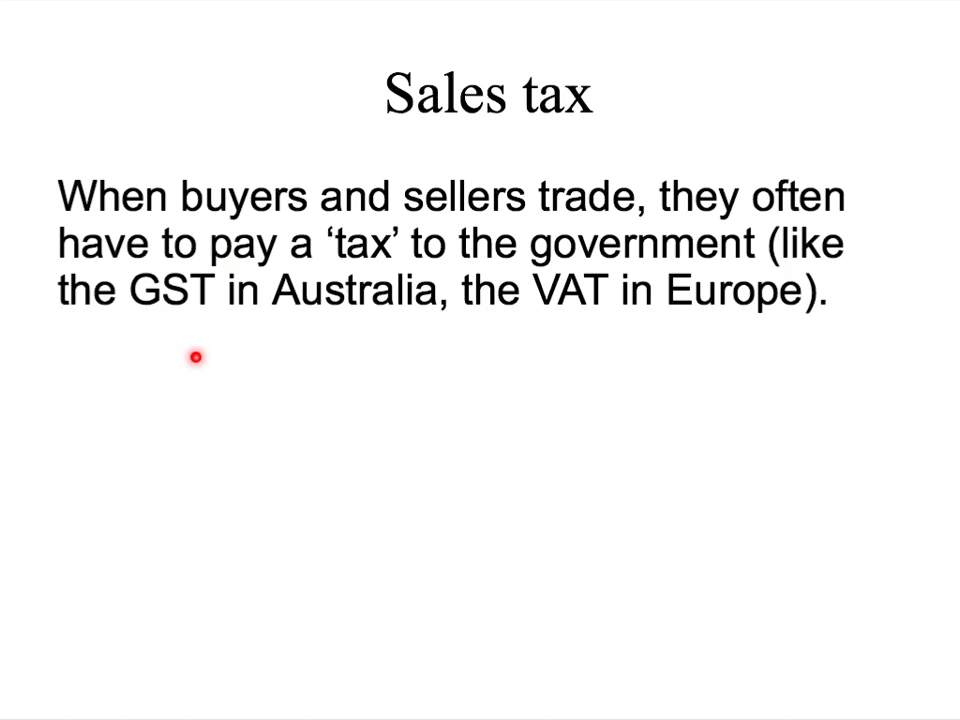 Sales tax
When buyers and sellers trade, they often
have to pay a ‘tax’ to the government (like
the GST in Australia, the VAT in Europe).